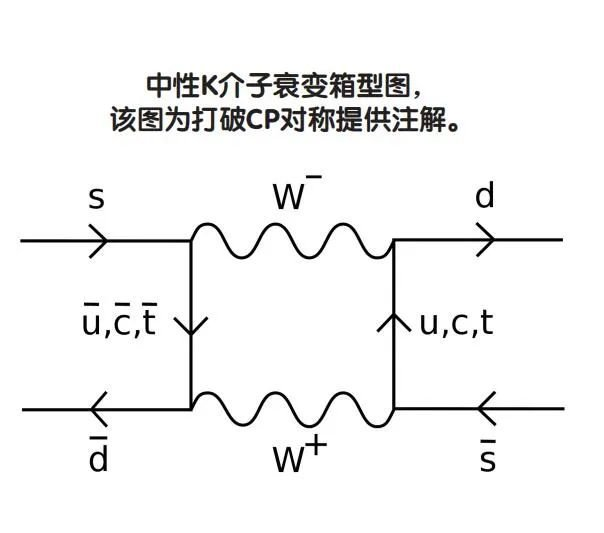 中性K介子衰变箱型图，
该图为打破CP对称提供注解。
s W⁻ d
u̅,c̅,t̅ u,c,t
d̅ W⁺ s̅